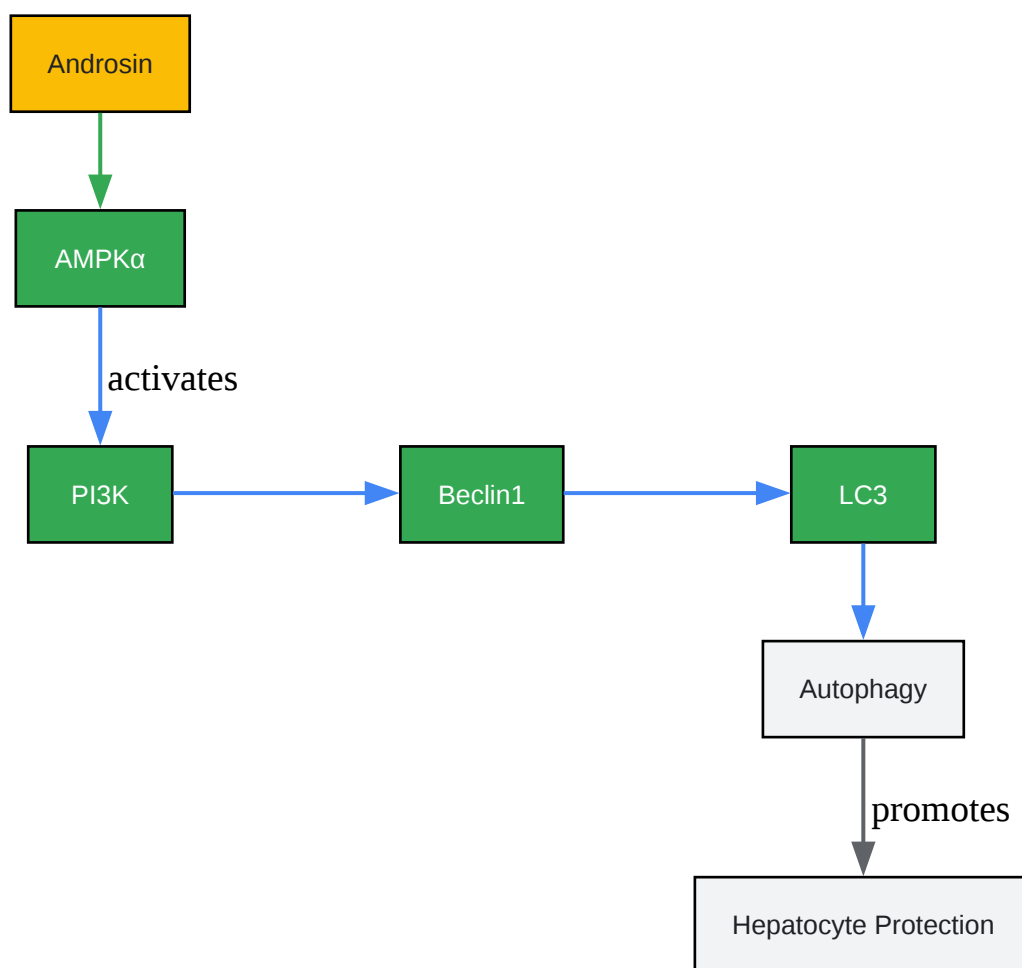 Androsin
AMPKα
activates
PI3K
Beclin1
LC3
Autophagy
promotes
Hepatocyte Protection